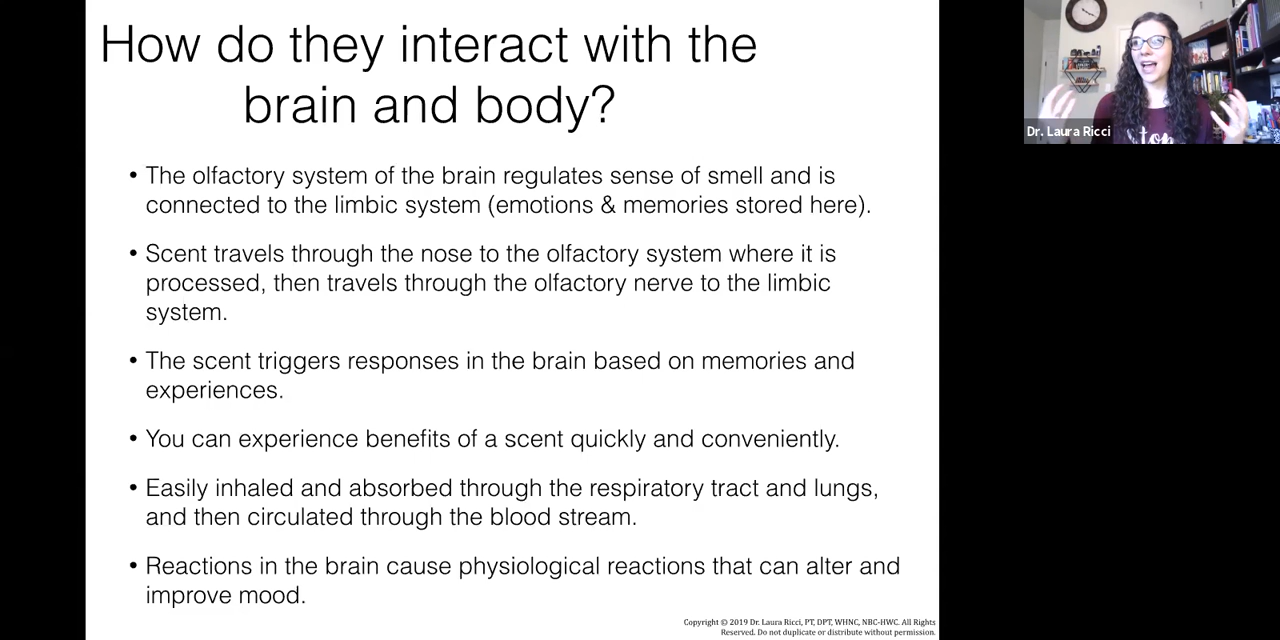 How do they interact with the
brain and body?
• The olfactory system of the brain regulates sense of smell and is
connected to the limbic system (emotions & memories stored here).
• Scent travels through the nose to the olfactory system where it is
processed, then travels through the olfactory nerve to the limbic
system.
• The scent triggers responses in the brain based on memories and
experiences.
• You can experience benefits of a scent quickly and conveniently.
• Easily inhaled and absorbed through the respiratory tract and lungs,
and then circulated through the blood stream.
• Reactions in the brain cause physiological reactions that can alter and
improve mood.
Copyright © 2019 Dr. Laura Ricci, PT, DPT, WHNC, NBC-HWC. All Rights
Reserved. Do not duplicate or distribute without permission.
Dr. Laura Ricci